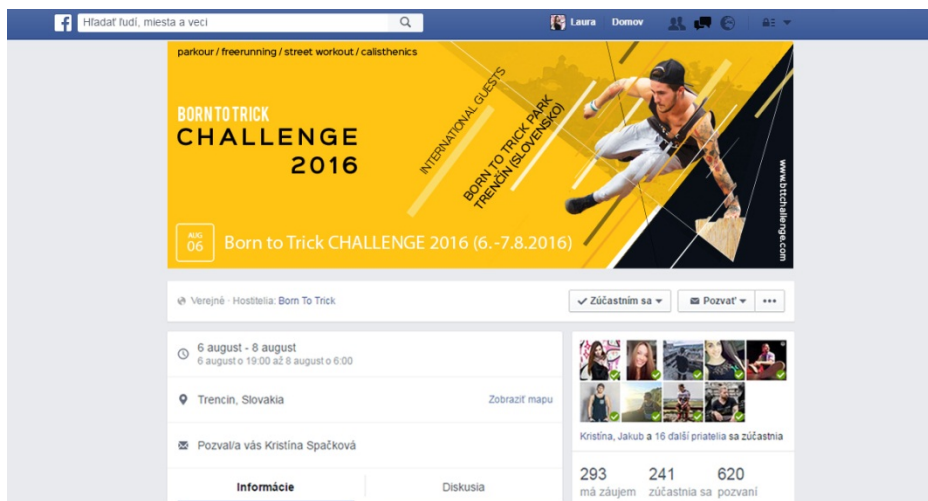 Hľadať ľudí, miesta a veci
Laura
Domov
parkour / freerunning / street workout / calisthenics
BORN TO TRICK
CHALLENGE
2016
INTERNATIONAL GUESTS
BORN TO TRICK PARK
TRENČÍN (SLOVENSKO)
www.bttchallenge.com
AUG
06
Born to Trick CHALLENGE 2016 (6.-7.8.2016)
Verejné · Hostitelia: Born To Trick
Zúčastním sa
Pozvať
6 august - 8 august
6 august o 19:00 až 8 august o 6:00
Trencin, Slovakia
Zobraziť mapu
Pozval/a vás Kristína Spačková
Informácie
Diskusia
Kristína, Jakub a 16 ďalší priatelia sa zúčastnia
293
241
620
má záujem
zúčastnia sa
pozvaní